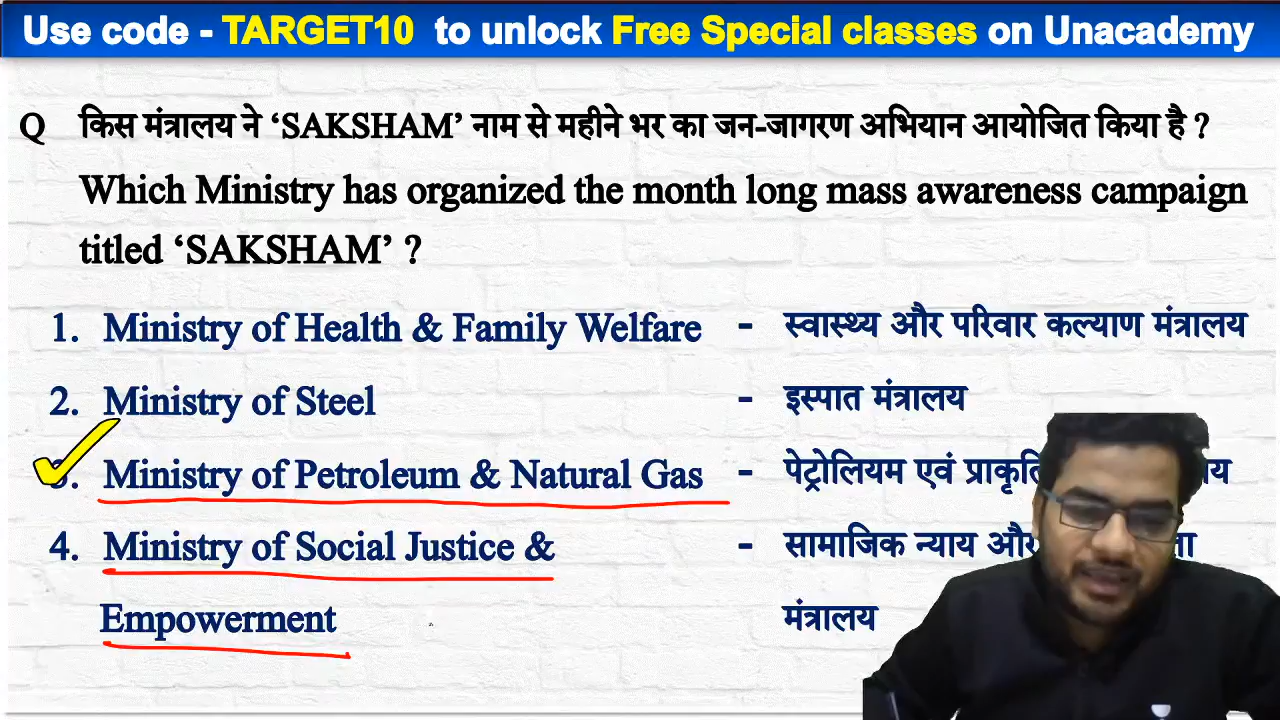 Use code - TARGET10 to unlock Free Special classes on Unacademy
Q किस मंत्रालय ने ‘SAKSHAM’ नाम से महीने भर का जन-जागरण अभियान आयोजित किया है ?
Which Ministry has organized the month long mass awareness campaign
titled ‘SAKSHAM’ ?
1. Ministry of Health & Family Welfare - स्वास्थ्य और परिवार कल्याण मंत्रालय
2. Ministry of Steel - इस्पात मंत्रालय
Ministry of Petroleum & Natural Gas - पेट्रोलियम एवं
4. Ministry of Social Justice & - सामाजिक न्याय और
Empowerment मंत्रालय